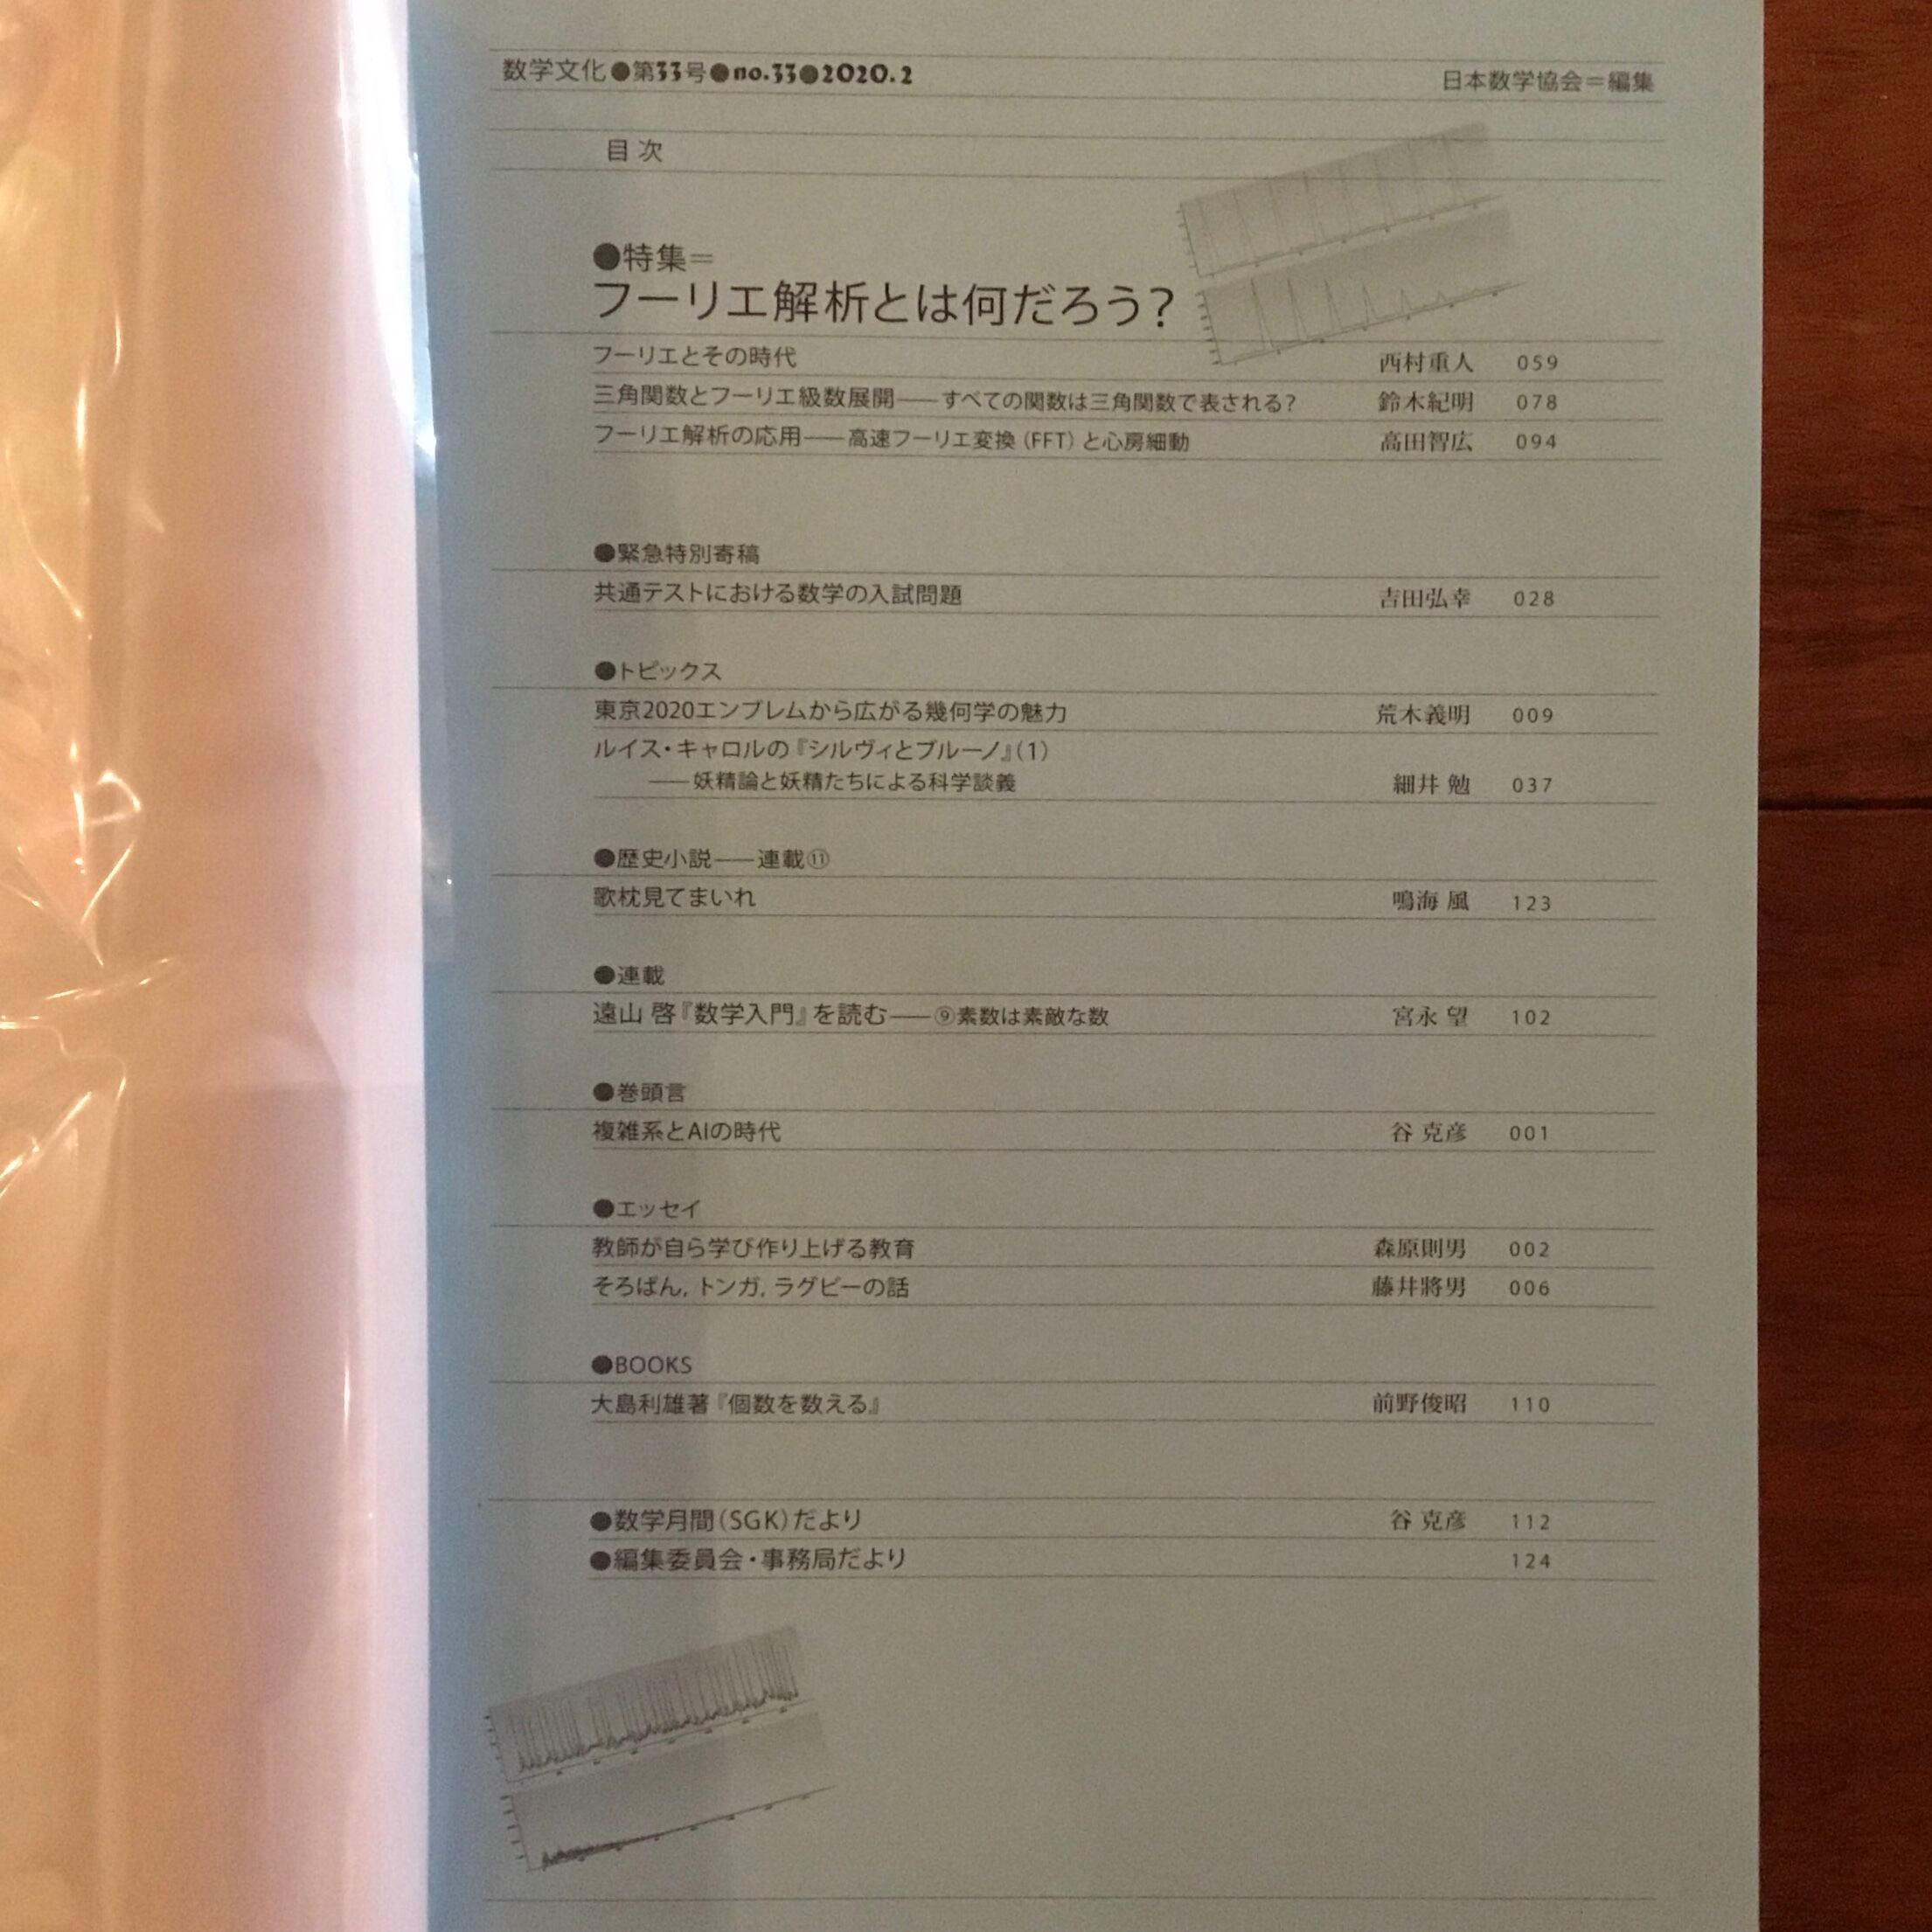 数学文化●第33号●no.33●2020.2
日本数学協会＝編集
目次
●特集＝
フーリエ解析とは何だろう？
フーリエとその時代 西村重人 059
三角関数とフーリエ級数展開――すべての関数は三角関数で表される？ 鈴木紀明 078
フーリエ解析の応用――高速フーリエ変換（FFT）と心房細動 高田智広 094
●緊急特別寄稿
共通テストにおける数学の入試問題 吉田弘幸 028
●トピックス
東京2020エンブレムから広がる幾何学の魅力 荒木義明 009
ルイス・キャロルの『シルヴィとブルーノ』（1）
――妖精論と妖精たちによる科学談義 細井 勉 037
●歴史小説――連載⑪
歌枕見てまいれ 鳴海 風 123
●連載
遠山 啓『数学入門』を読む――⑨素数は素敵な数 宮永 望 102
●巻頭言
複雑系とAIの時代 谷 克彦 001
●エッセイ
教師が自ら学び作り上げる教育 森原則男 002
そろばん，トンガ，ラグビーの話 藤井將男 006
●BOOKS
大島利雄著『個数を数える』 前野俊昭 110
●数学月間（SGK）だより 谷 克彦 112
●編集委員会・事務局だより 124